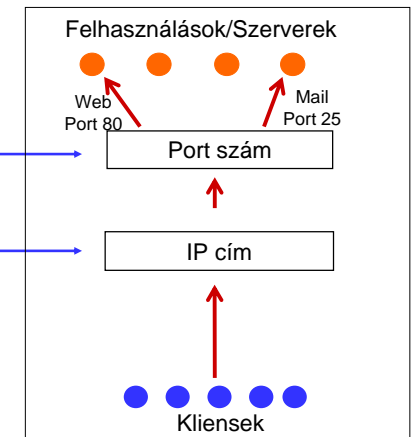 Felhasználások/Szerverek
Web
Port 80
Mail
Port 25
Port szám
IP cím
Kliensek